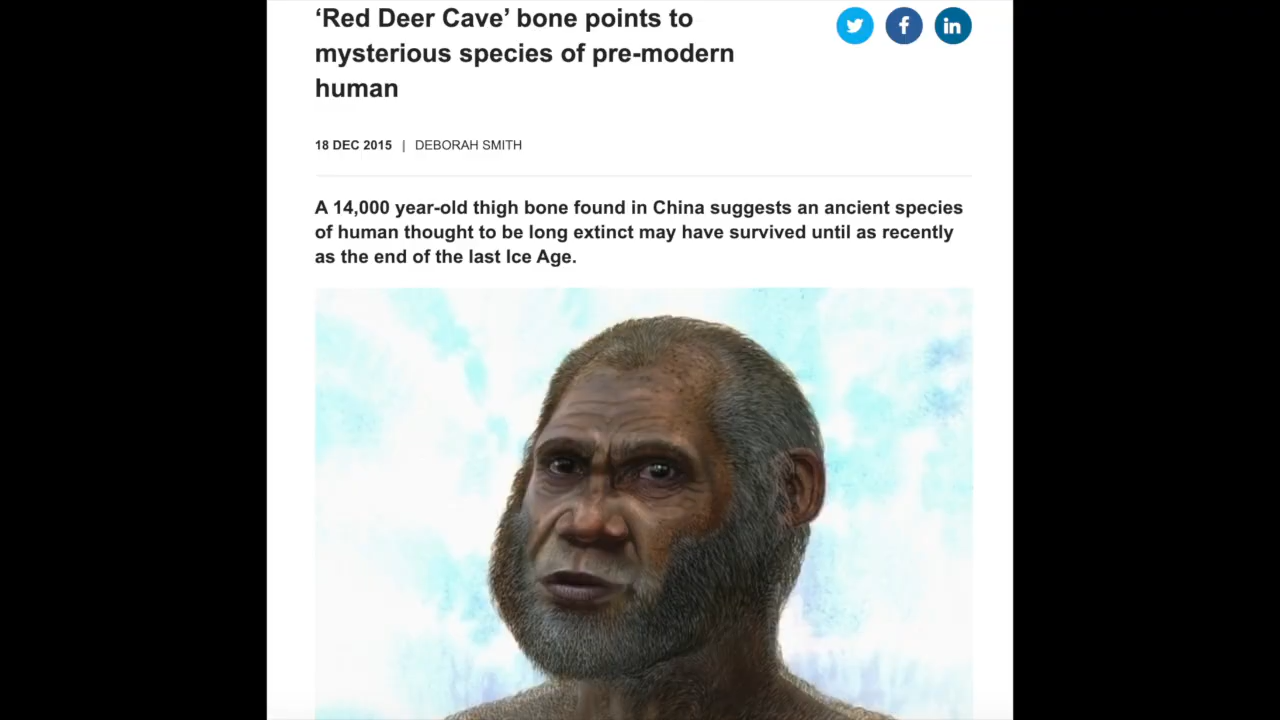 ‘Red Deer Cave’ bone points to
mysterious species of pre-modern
human
18 DEC 2015 | DEBORAH SMITH
A 14,000 year-old thigh bone found in China suggests an ancient species
of human thought to be long extinct may have survived until as recently
as the end of the last Ice Age.